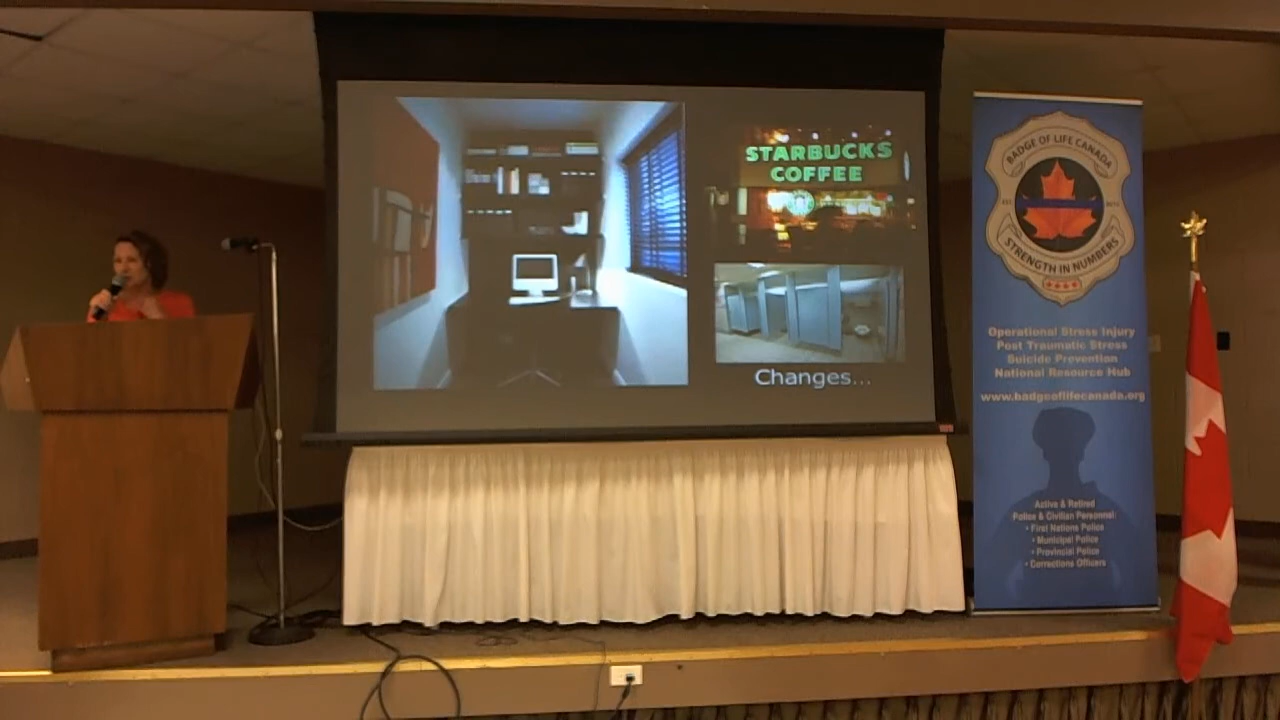 STARBUCKS
COFFEE
Changes...
BADGE OF LIFE CANADA
STRENGTH IN NUMBERS
Operational Stress Injury
Post Traumatic Stress
Suicide Prevention
National Resource Hub
www.badgeoflifecanada.org
Active & Retired
Police & Civilian Personnel:
• First Nations Police
• Municipal Police
• Provincial Police
• Corrections Officers